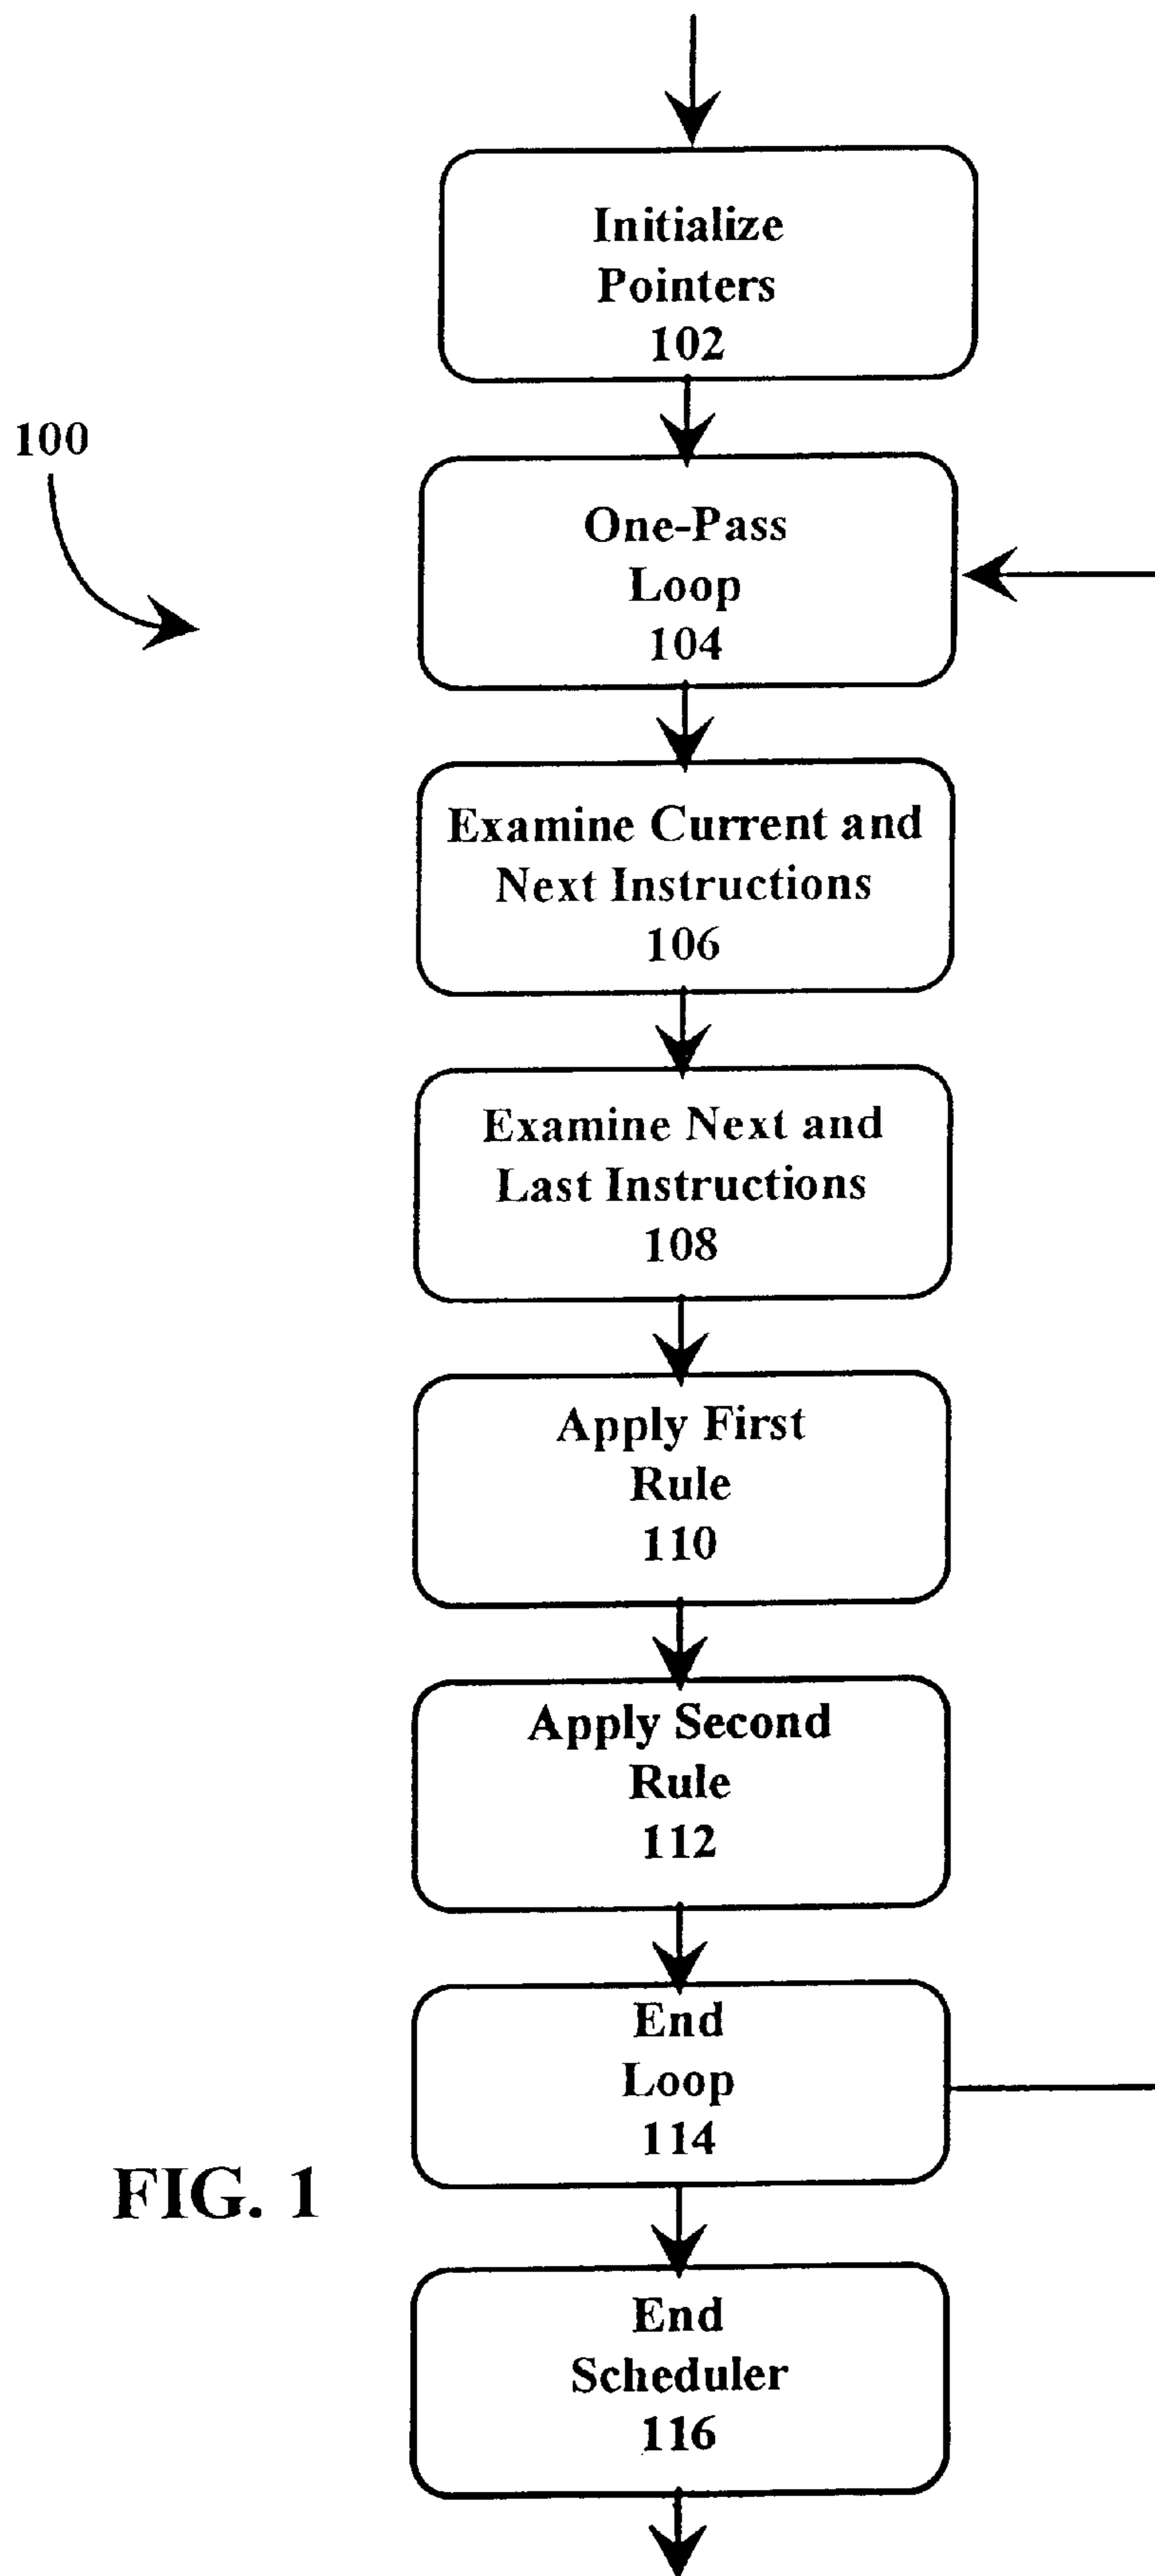 Initialize
Pointers
102
100
One-Pass
Loop
104
Examine Current and
Next Instructions
106
Examine Next and
Last Instructions
108
Apply First
Rule
110
Apply Second
Rule
112
End
Loop
114
FIG. 1
End
Scheduler
116